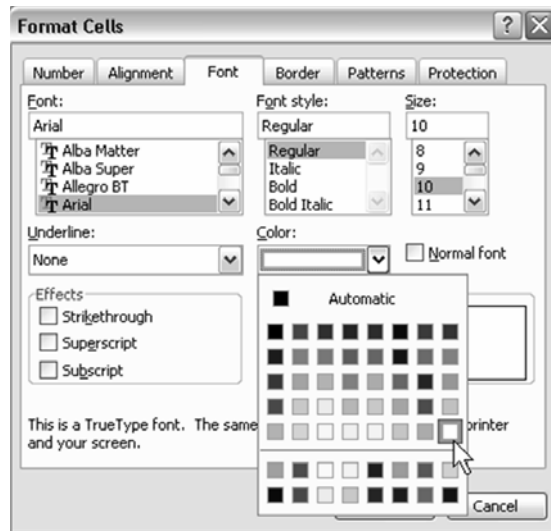 Format Cells
Number Alignment Font Border Patterns Protection
Font: Font style: Size:
Arial Regular 10
Alba Matter Regular 8
Alba Super Italic 9
Allegro BT Bold 10
Arial Bold Italic 11
Underline: Color:
None Normal font
Effects Automatic
Strikethrough
Superscript
Subscript
This is a TrueType font. The same printer
and your screen.
Cancel